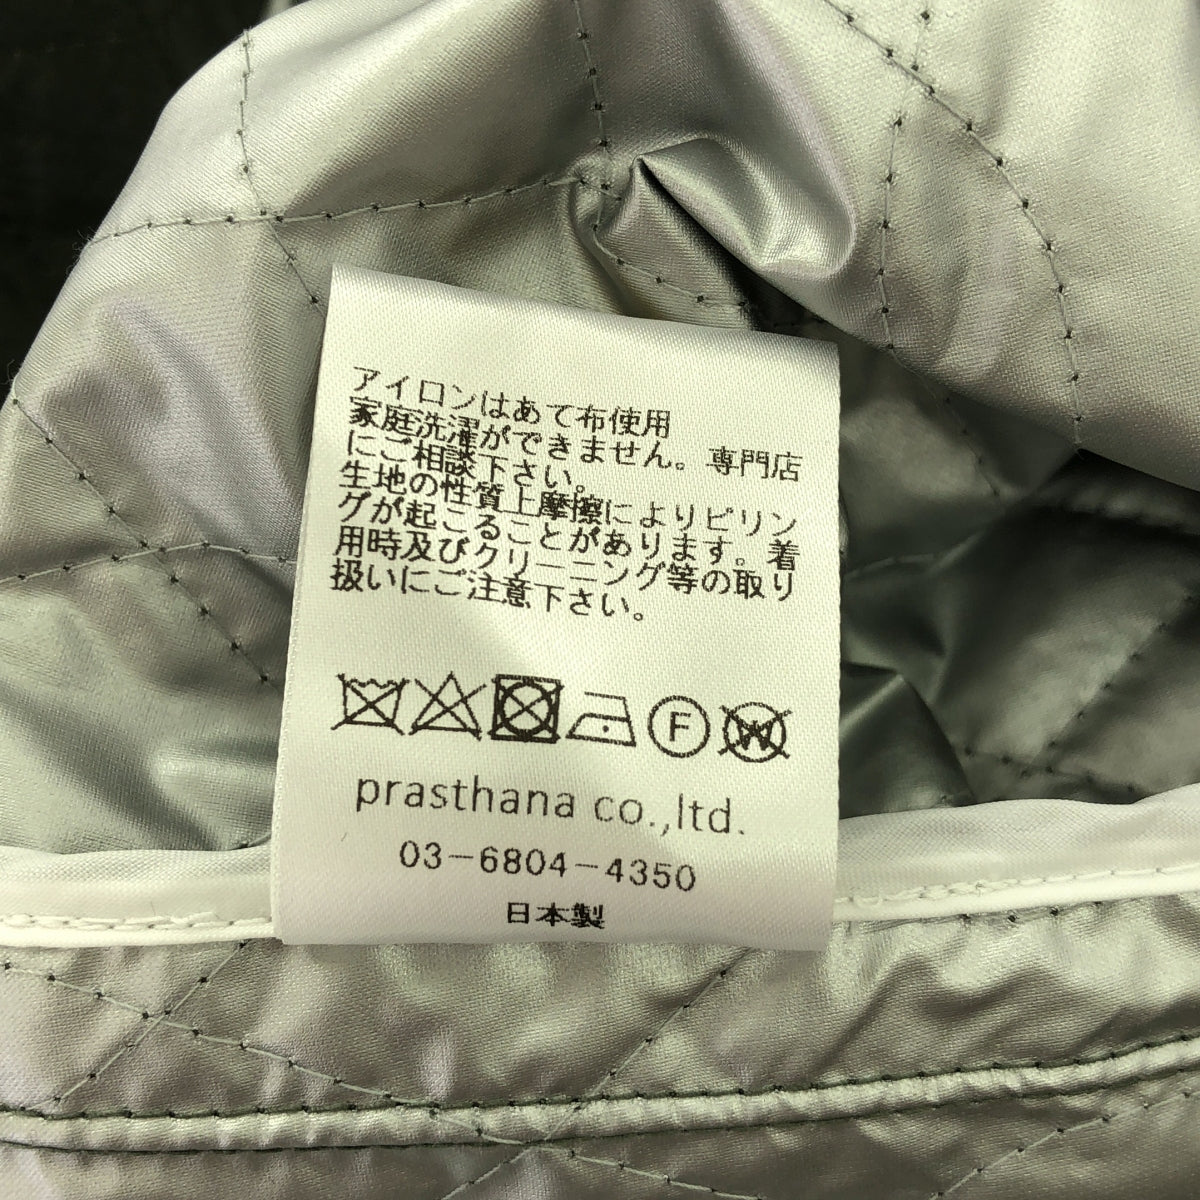 アイロンはあて布使用
家庭洗濯ができません。専門店
にご相談下さい。
生地の性質上摩擦によりピリン
グが起こることがあります。着
用時及びクリーニング等の取り
扱いにご注意下さい。
F W
prasthana co.,ltd.
03-6804-4350
日本製